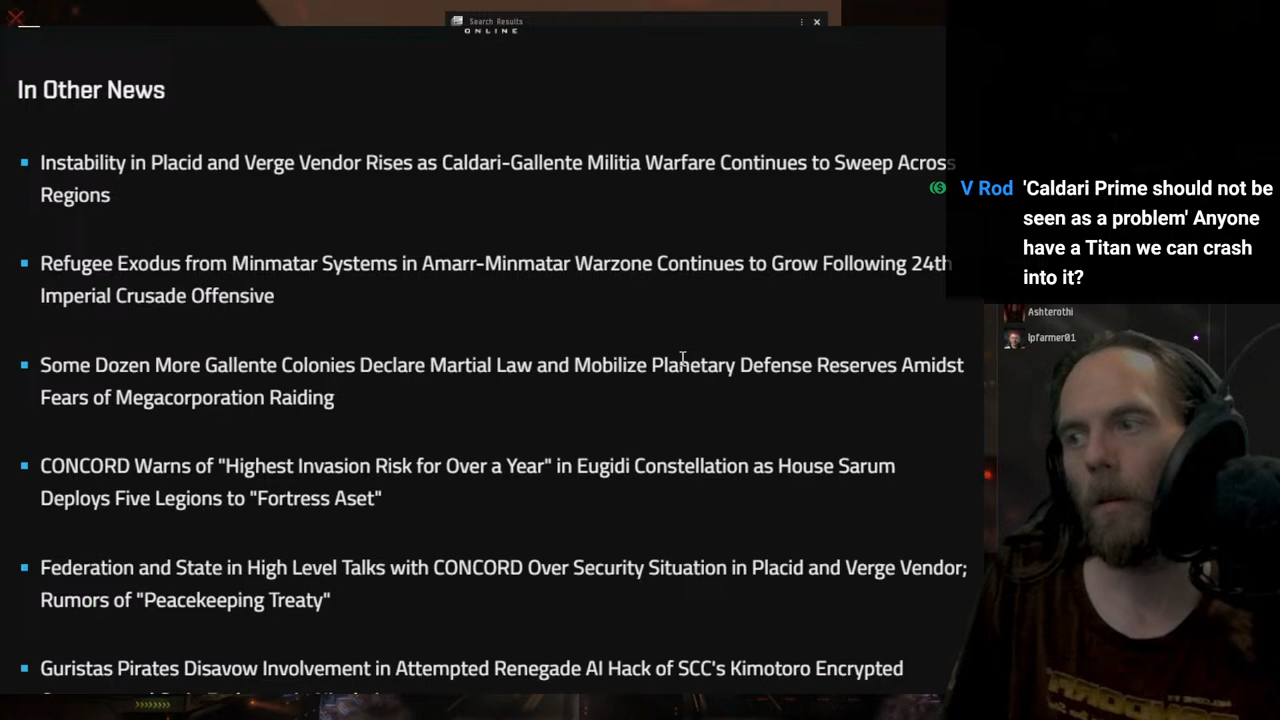 Search Results
ONLINE
In Other News
Instability in Placid and Verge Vendor Rises as Caldari-Gallente Militia Warfare Continues to Sweep Across
Regions
Refugee Exodus from Minmatar Systems in Amarr-Minmatar Warzone Continues to Grow Following 24th
Imperial Crusade Offensive
Some Dozen More Gallente Colonies Declare Martial Law and Mobilize Planetary Defense Reserves Amidst
Fears of Megacorporation Raiding
CONCORD Warns of "Highest Invasion Risk for Over a Year" in Eugidi Constellation as House Sarum
Deploys Five Legions to "Fortress Aset"
Federation and State in High Level Talks with CONCORD Over Security Situation in Placid and Verge Vendor;
Rumors of "Peacekeeping Treaty"
Guristas Pirates Disavow Involvement in Attempted Renegade AI Hack of SCC's Kimotoro Encrypted
V Rod 'Caldari Prime should not be
seen as a problem' Anyone
have a Titan we can crash
into it?
Ashterothi
lpfarmer01